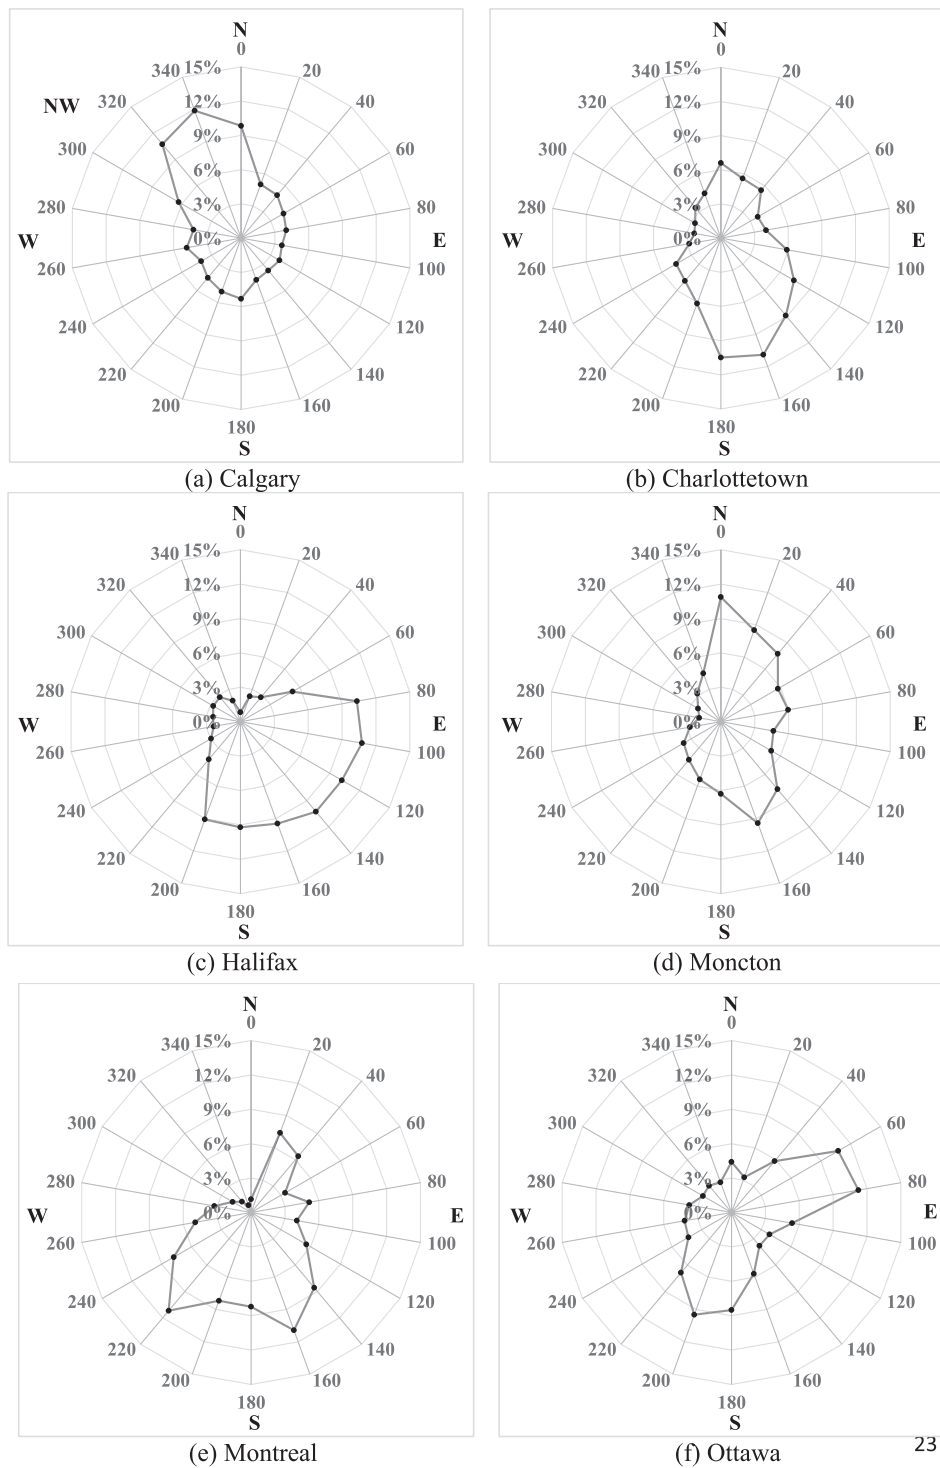 N
N
0
0
340 15% 20
340 15% 20
NW 320 12% 40
320 12% 40
9%
9%
300 60
300 60
6%
6%
280 3% 80
280 3% 80
W 0% E
W 0% E
260 100
260 100
240 120
240 120
220 140
220 140
200 160
200 160
180
180
S
S
(a) Calgary
(b) Charlottetown
N
N
0
0
340 15% 20
340 15% 20
320 12% 40
320 12% 40
9%
9%
300 60
300 60
6%
6%
280 3% 80
280 3% 80
W 0% E
W 0% E
260 100
260 100
240 120
240 120
220 140
220 140
200 160
200 160
180
180
S
S
(c) Halifax
(d) Moncton
N
N
0
0
340 15% 20
340 15% 20
320 12% 40
320 12% 40
9%
9%
300 60
300 60
6%
6%
280 3% 80
280 3% 80
W 0% E
W 0% E
260 100
260 100
240 120
240 120
220 140
220 140
200 160
200 160
180
180
S
S
(e) Montreal
(f) Ottawa
23